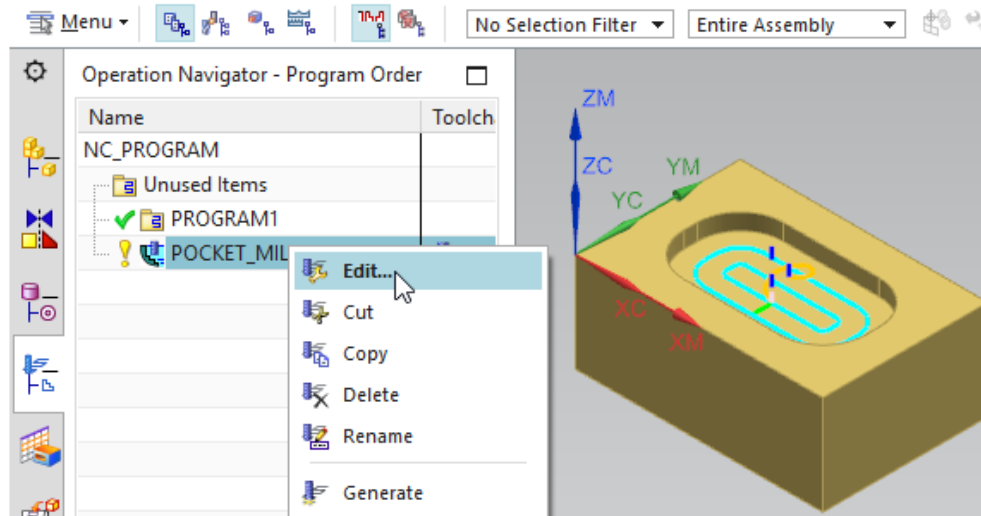 Menu
No Selection Filter
Entire Assembly
Operation Navigator - Program Order
Name
NC_PROGRAM
Unused Items
PROGRAM1
POCKET_MIL
Edit...
Cut
Copy
Delete
Rename
Generate
ZM
ZC
YM
YC
XC
XM